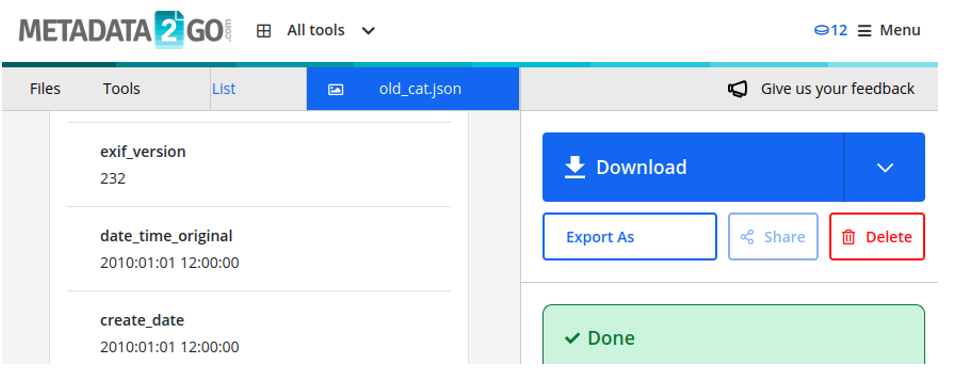 METADATA2GO.com All tools 12 Menu
Files Tools List old_cat.json Give us your feedback
exif_version
232
date_time_original
2010:01:01 12:00:00
create_date
2010:01:01 12:00:00
Download
Export As Share Delete
Done